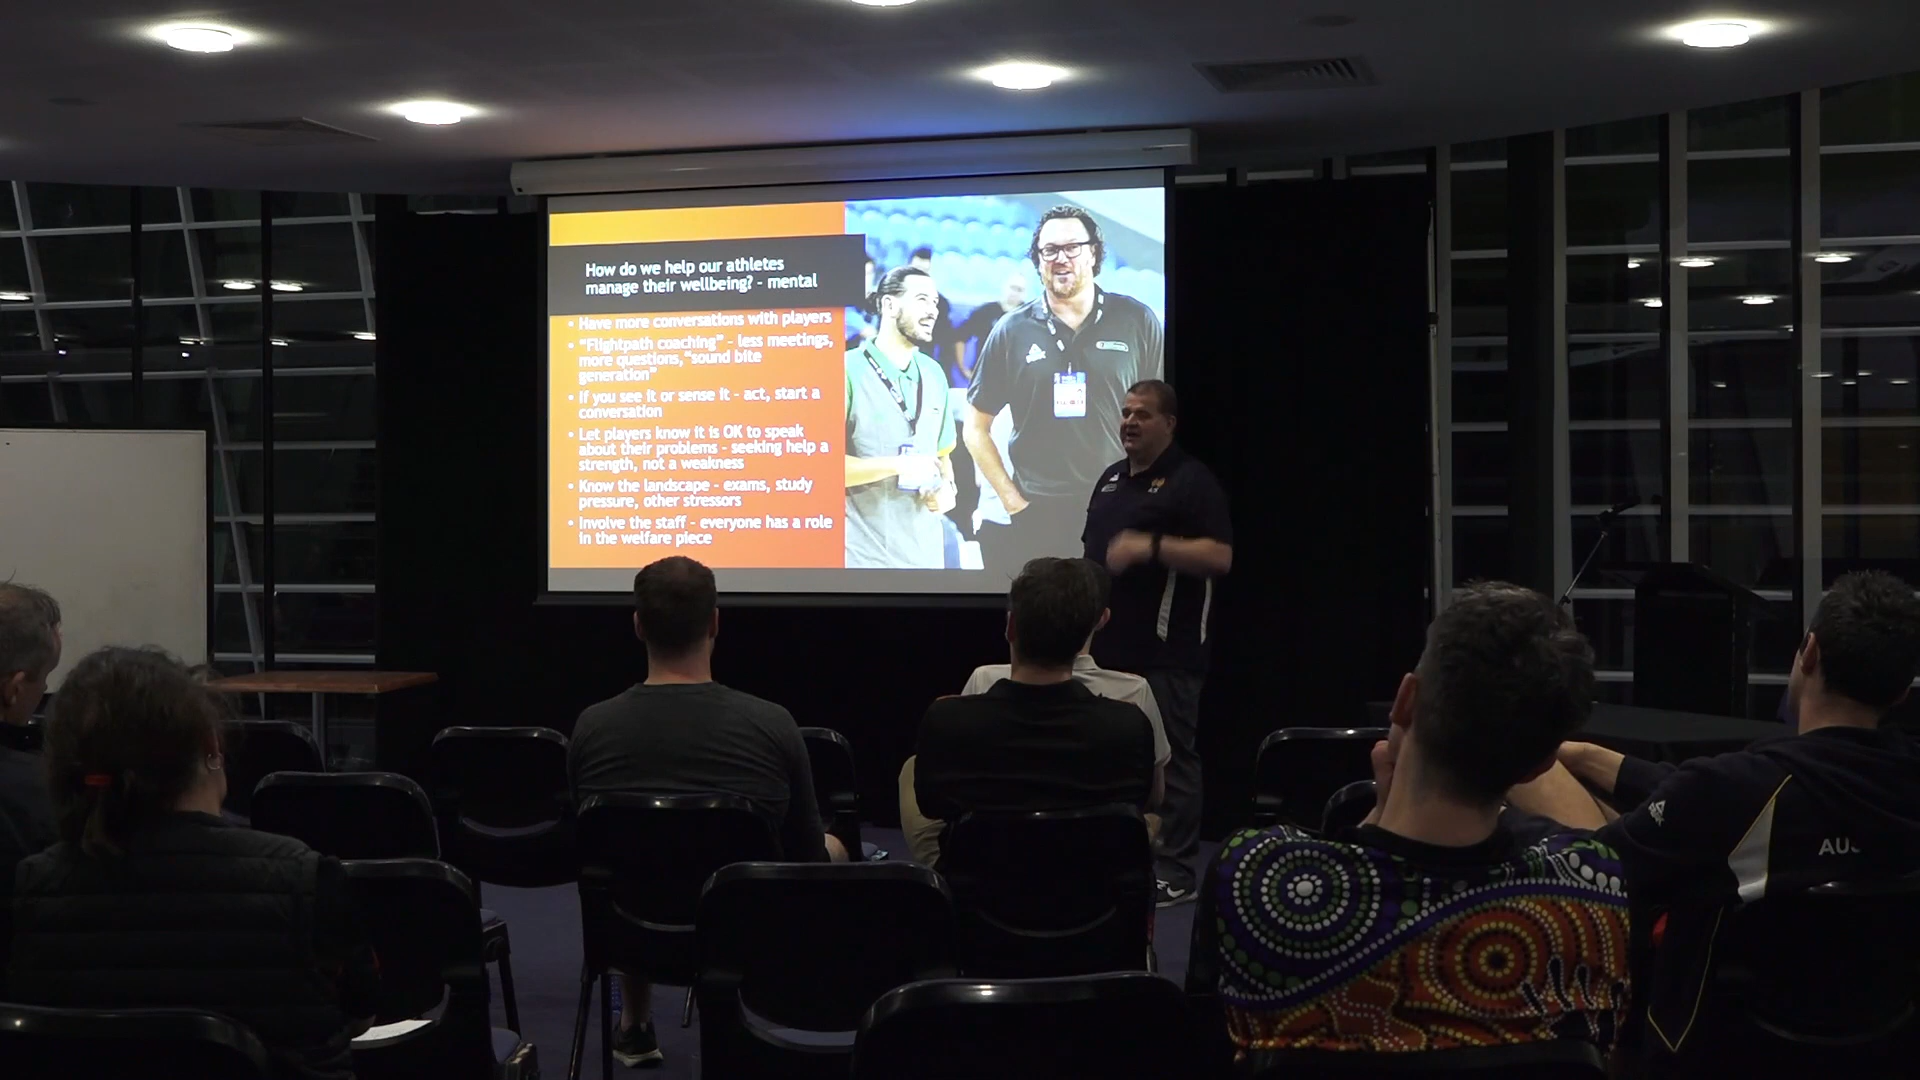 How do we help our athletes
manage their wellbeing? - mental
• Have more conversations with players
• "Flightpath coaching" - less meetings,
more questions, "sound bite
generation"
• If you see it or sense it - act, start a
conversation
• Let players know it is OK to speak
about their problems - seeking help a
strength, not a weakness
• Know the landscape - exams, study
pressure, other stressors
• Involve the staff - everyone has a role
in the welfare piece